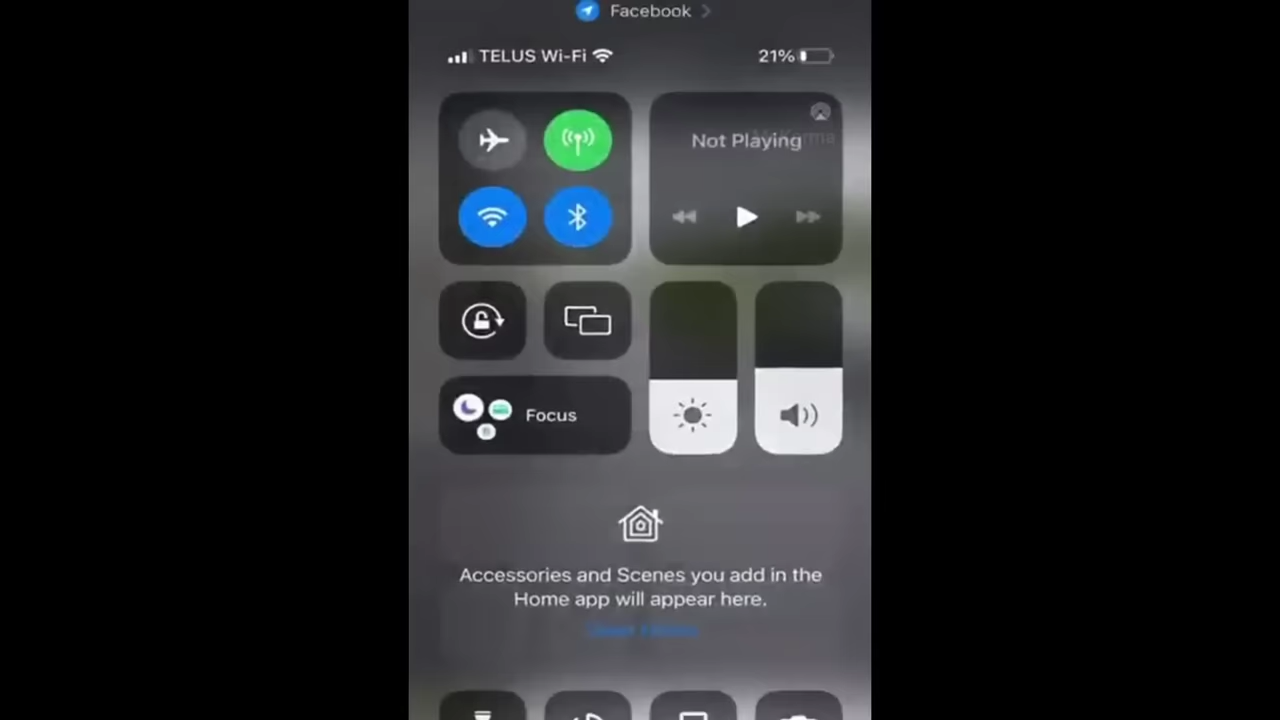 Facebook
TELUS Wi-Fi 21%
Not Playing
Focus
Accessories and Scenes you add in the
Home app will appear here.